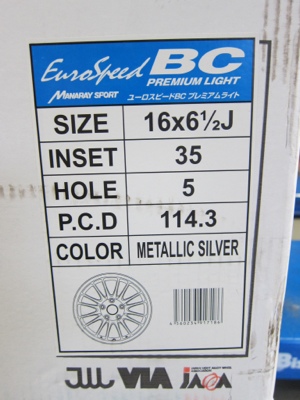 EuroSpeed BC
PREMIUM LIGHT
MANARAY SPORT ユーロスピードBC プレミアムライト
SIZE 16x6½J
INSET 35
HOLE 5
P.C.D 114.3
COLOR METALLIC SILVER
JWL VIA JAWA